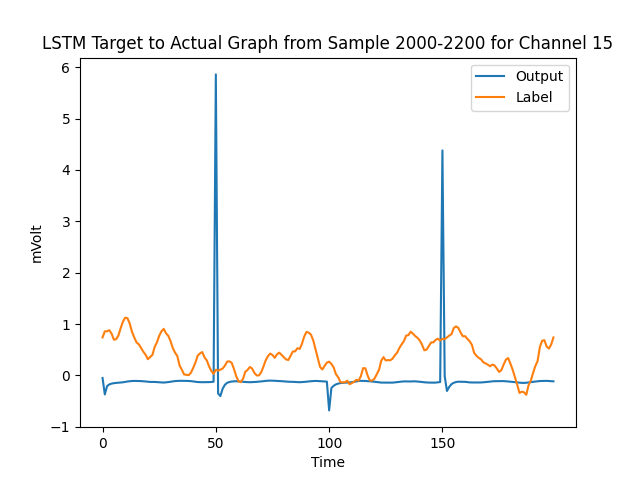 LSTM Target to Actual Graph from Sample 2000-2200 for Channel 15
Output
Label
mVolt
6
5
4
3
2
1
0
−1
0 50 100 150
Time